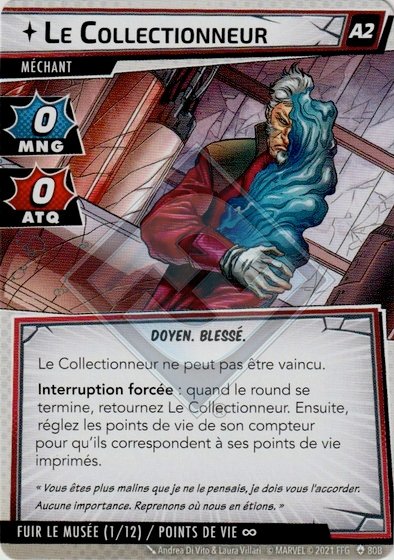 Le Collectionneur
A2
MÉCHANT
0
MNG
0
ATQ
DOYEN. BLESSÉ.
Le Collectionneur ne peut pas être vaincu.
Interruption forcée : quand le round se
termine, retournez Le Collectionneur. Ensuite,
réglez les points de vie de son compteur
pour qu'ils correspondent à ses points de vie
imprimés.
« Vous êtes plus malins que je ne le pensais, je dois vous l'accorder.
Aucune importance. Reprenons où nous en étions. »
FUIR LE MUSÉE (1/12) / POINTS DE VIE ∞
Andrea Di Vito & Laura Villari © MARVEL © 2021 FFG 80B